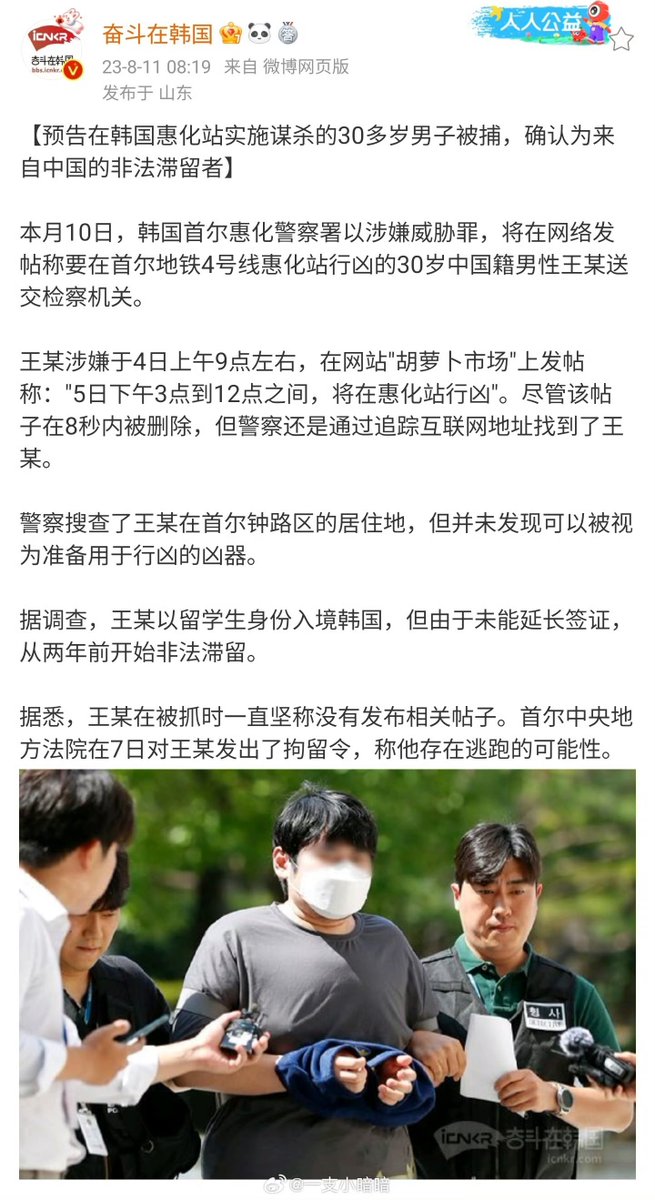 iCNKR
奋斗在韩国
bbs.icnkr.
奋斗在韩国
人人公益
23-8-11 08:19 来自 微博网页版
发布于 山东
【预告在韩国惠化站实施谋杀的30多岁男子被捕，确认为来
自中国的非法滞留者】
本月10日，韩国首尔惠化警察署以涉嫌威胁罪，将在网络发
帖称要在首尔地铁4号线惠化站行凶的30岁中国籍男性王某送
交检察机关。
王某涉嫌于4日上午9点左右，在网站"胡萝卜市场"上发帖
称："5日下午3点到12点之间，将在惠化站行凶"。尽管该帖
子在8秒内被删除，但警察还是通过追踪互联网地址找到了王
某。
警察搜查了王某在首尔钟路区的居住地，但并未发现可以被视
为准备用于行凶的凶器。
据调查，王某以留学生身份入境韩国，但由于未能延长签证，
从两年前开始非法滞留。
据悉，王某在被抓时一直坚称没有发布相关帖子。首尔中央地
方法院在7日对王某发出了拘留令，称他存在逃跑的可能性。
형사
iCNKR 奋斗在韩国
icnkr.com
@一支小暗暗